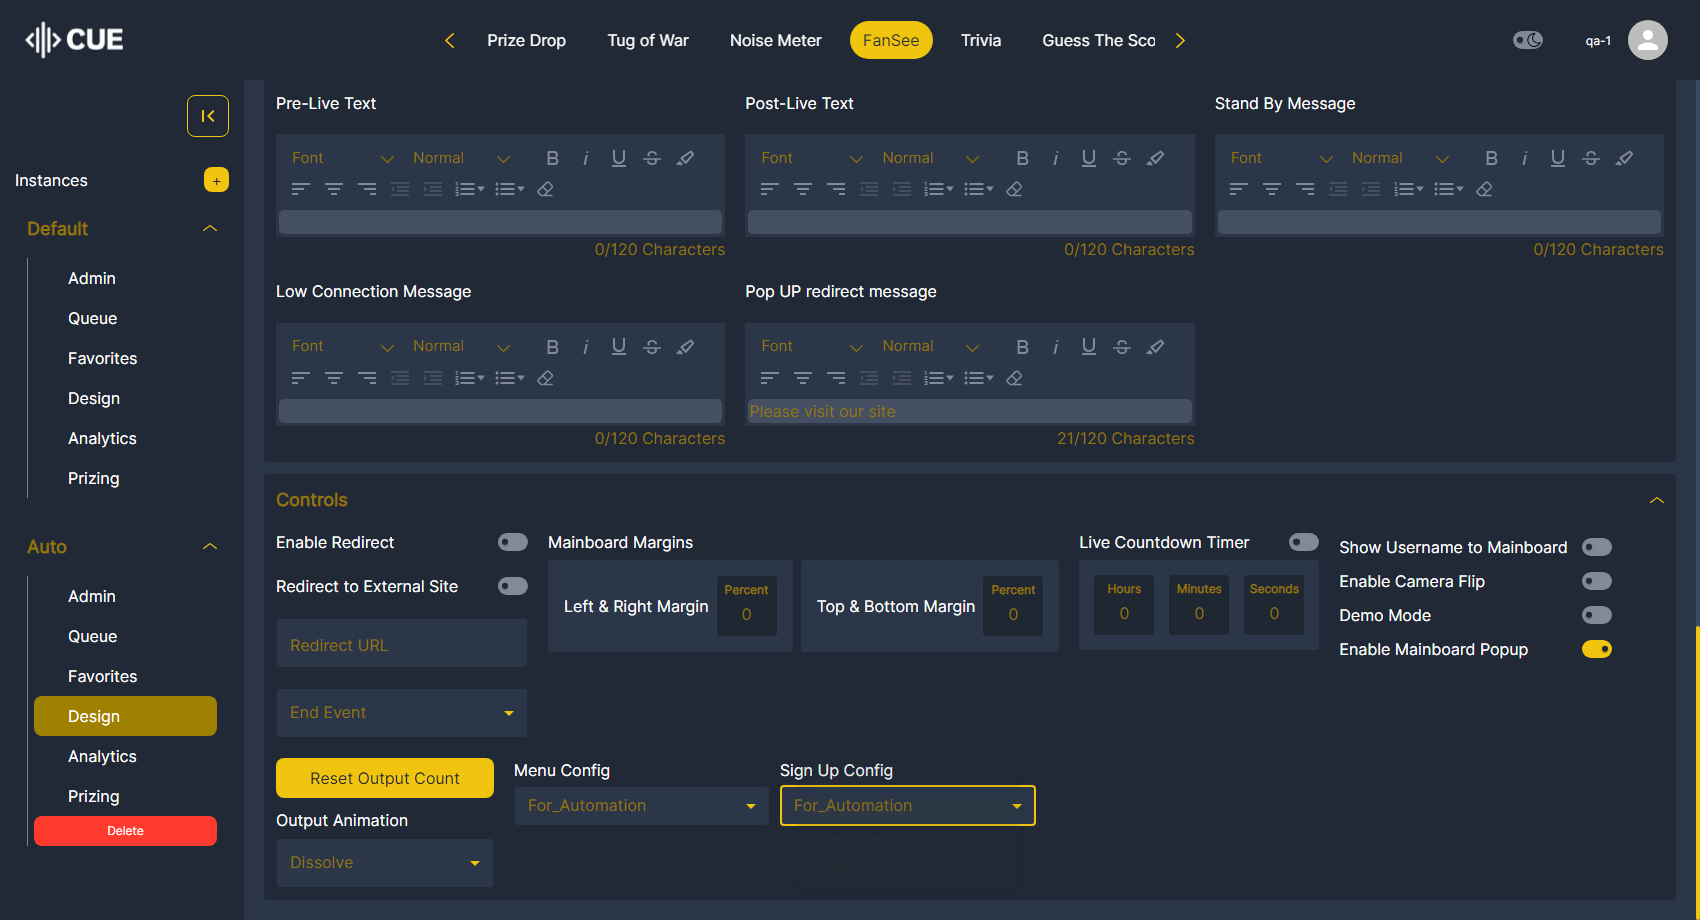 CUE
Prize Drop
Tug of War
Noise Meter
FanSee
Trivia
Guess The Sco
qa-1
Instances
+
Default
Admin
Queue
Favorites
Design
Analytics
Prizing
Auto
Admin
Queue
Favorites
Design
Analytics
Prizing
Delete
Pre-Live Text
Font
Normal
0/120 Characters
Post-Live Text
Font
Normal
0/120 Characters
Stand By Message
Font
Normal
0/120 Characters
Low Connection Message
Font
Normal
0/120 Characters
Pop UP redirect message
Font
Normal
Please visit our site
21/120 Characters
Controls
Enable Redirect
Redirect to External Site
Redirect URL
End Event
Mainboard Margins
Left & Right Margin
Percent
0
Top & Bottom Margin
Percent
0
Live Countdown Timer
Hours
0
Minutes
0
Seconds
0
Show Username to Mainboard
Enable Camera Flip
Demo Mode
Enable Mainboard Popup
Reset Output Count
Output Animation
Dissolve
Menu Config
For_Automation
Sign Up Config
For_Automation